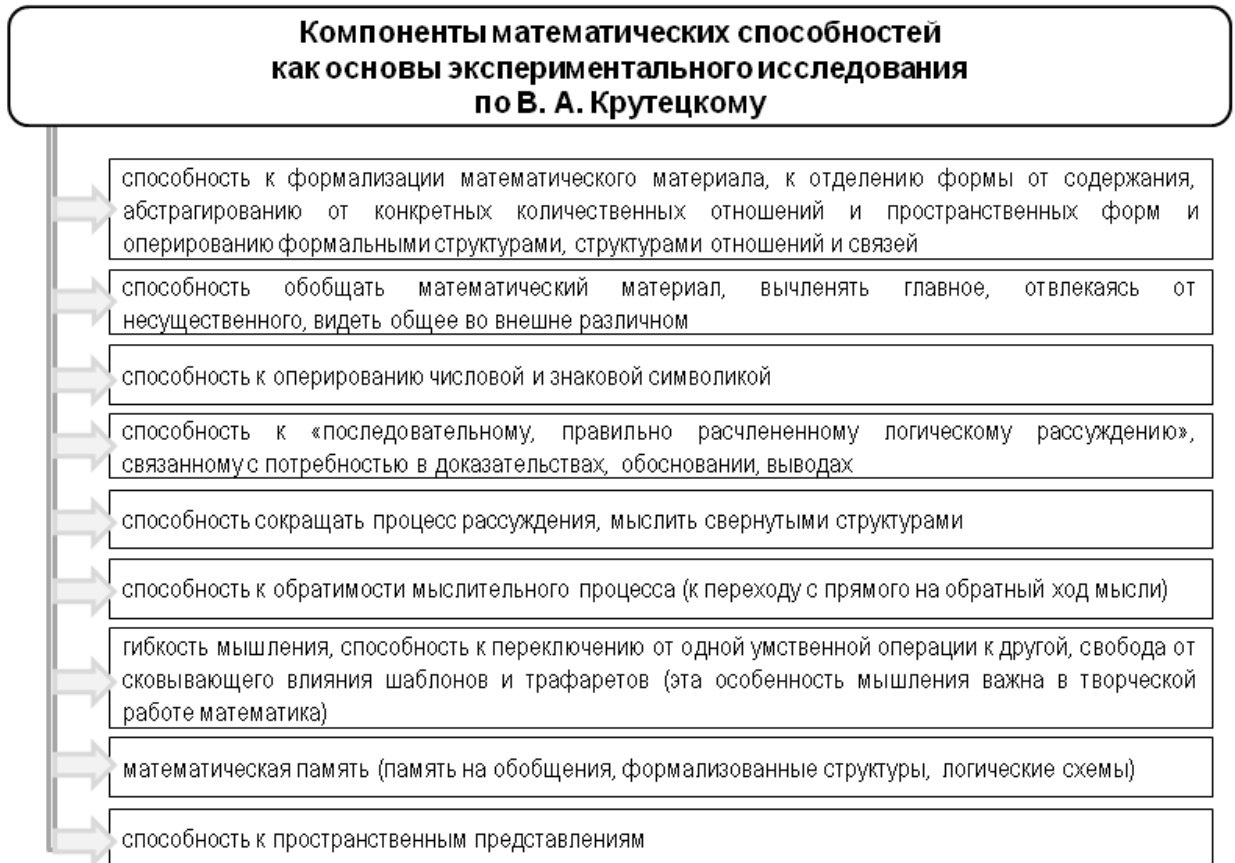 Компоненты математических способностей
как основы экспериментального исследования
по В. А. Крутецкому
способность к формализации математического материала, к отделению формы от содержания,
абстрагированию от конкретных количественных отношений и пространственных форм и
оперированию формальными структурами, структурами отношений и связей
способность обобщать математический материал, вычленять главное, отвлекаясь от
несущественного, видеть общее во внешне различном
способность к оперированию числовой и знаковой символикой
способность к «последовательному, правильно расчлененному логическому рассуждению»,
связанному с потребностью в доказательствах, обосновании, выводах
способность сокращать процесс рассуждения, мыслить свернутыми структурами
способность к обратимости мыслительного процесса (к переходу с прямого на обратный ход мысли)
гибкость мышления, способность к переключению от одной умственной операции к другой, свобода от
сковывающего влияния шаблонов и трафаретов (эта особенность мышления важна в творческой
работе математика)
математическая память (память на обобщения, формализованные структуры, логические схемы)
способность к пространственным представлениям